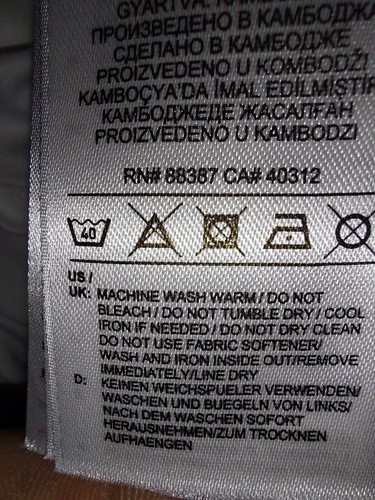 GYÁRTVA:
ПРОИЗВЕДЕНО В КАМБОДЖА
СДЕЛАНО В КАМБОДЖЕ
PROIZVEDENO U KOMBODŽI
KAMBOÇYA'DA İMAL EDİLMİŞTİR
КАМБОДЖЕДЕ ЖАСАЛҒАН
PROIZVEDENO U KAMBODZI
RN# 88387 CA# 40312
40
US /
UK: MACHINE WASH WARM / DO NOT
BLEACH / DO NOT TUMBLE DRY / COOL
IRON IF NEEDED / DO NOT DRY CLEAN
DO NOT USE FABRIC SOFTENER/
WASH AND IRON INSIDE OUT/REMOVE
IMMEDIATELY/LINE DRY
D: KEINEN WEICHSPUELER VERWENDEN/
WASCHEN UND BUEGELN VON LINKS/
NACH DEM WASCHEN SOFORT
HERAUSNEHMEN/ZUM TROCKNEN
AUFHAENGEN